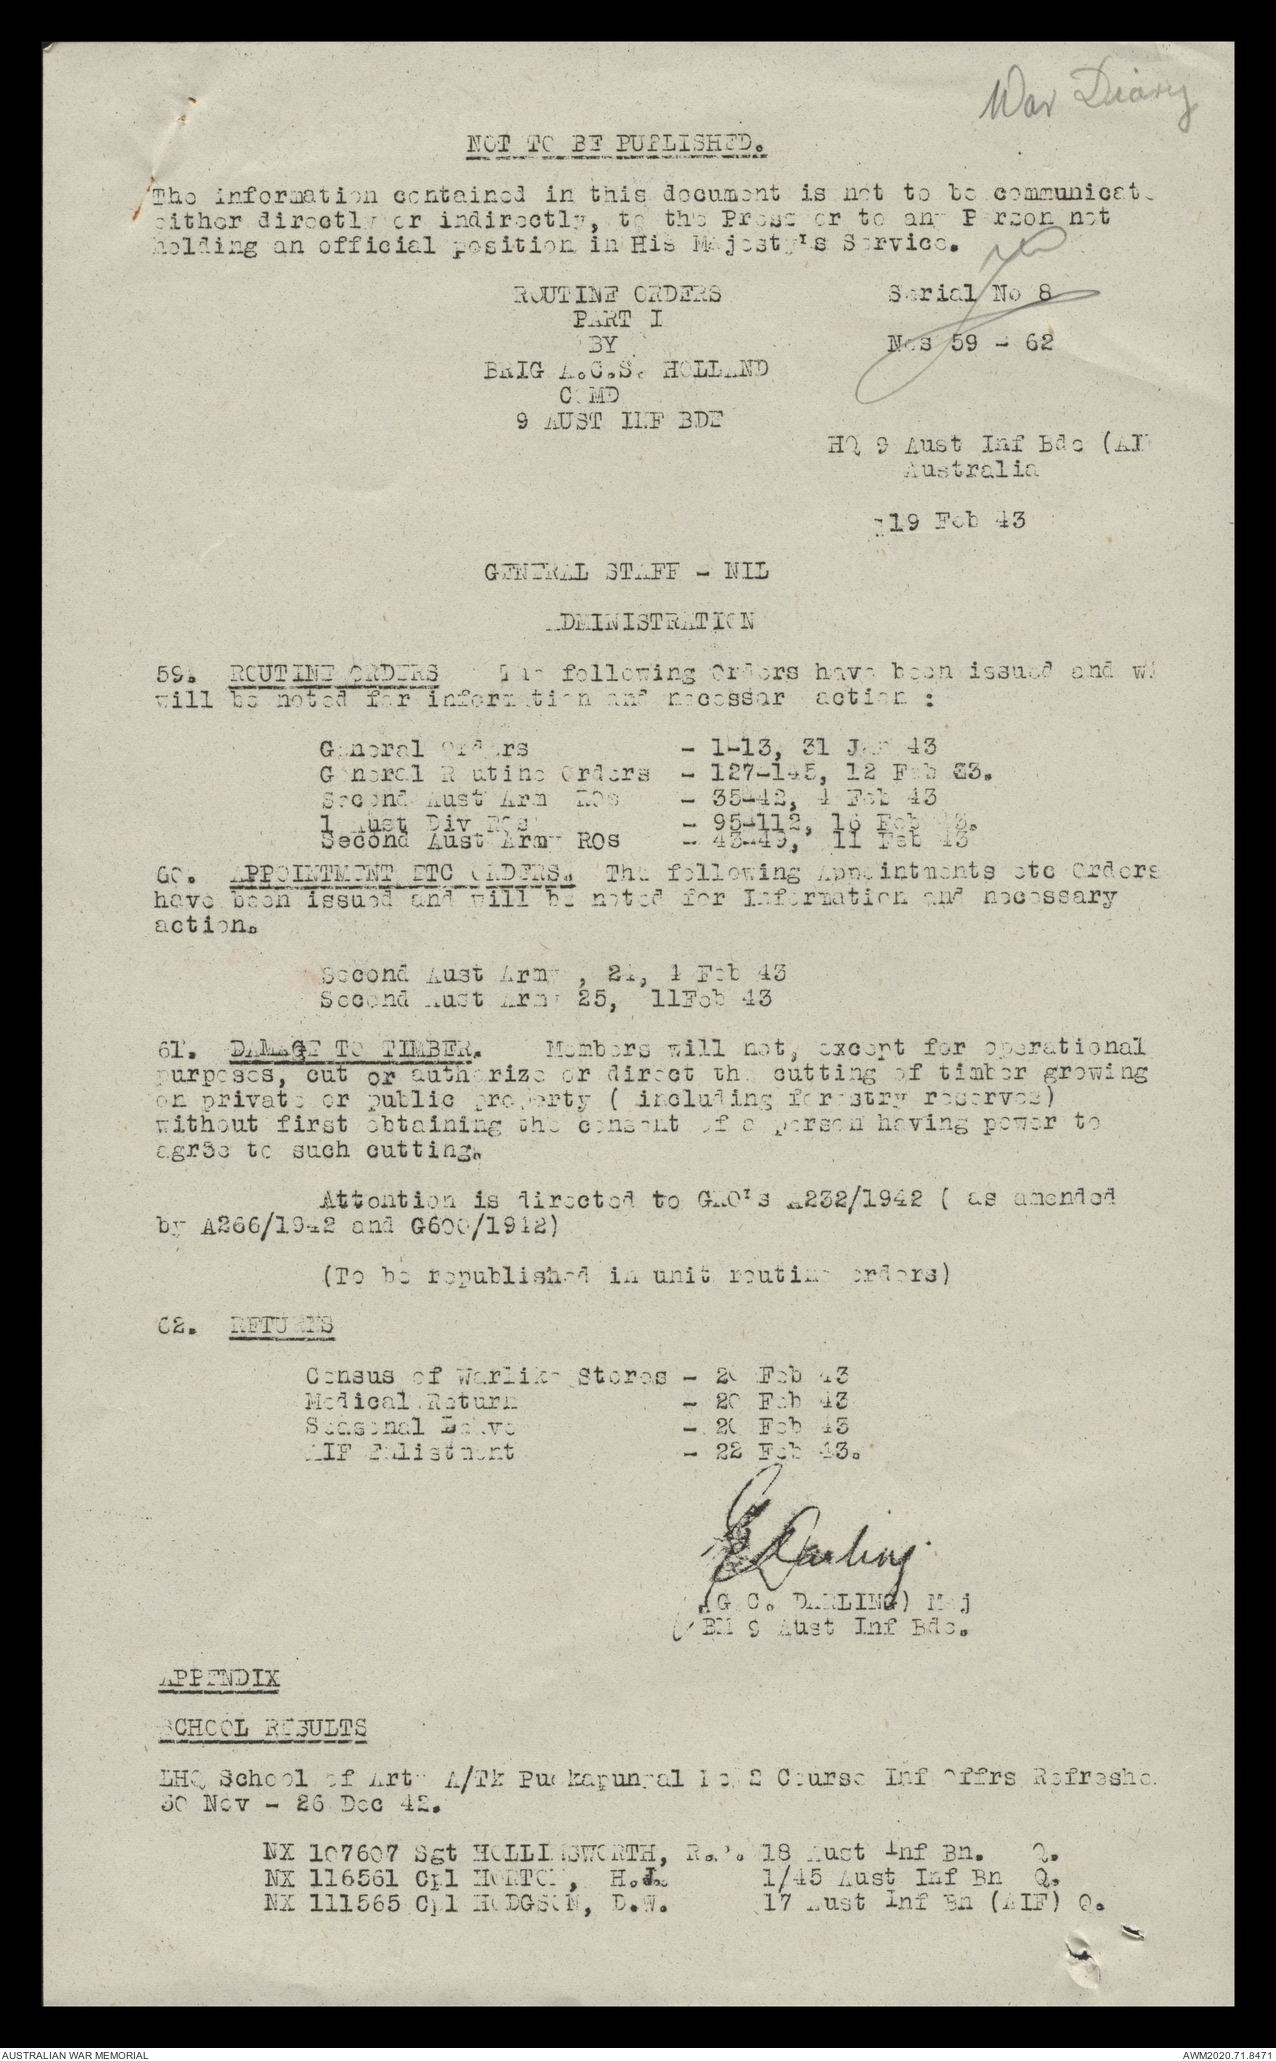 War Diary
NOT TO BE PUBLISHED.
The information contained in this document is not to be communicate
either directly or indirectly, to the Press or to any Person not
holding an official position in His Majesty's Service.
ROUTINE ORDERS Serial No 8
PART I
BY Nos 59 - 62
BRIG A.C.S. HOLLAND
COMD
9 AUST INF BDE
HQ 9 Aust Inf Bde (AI
Australia
19 Feb 43
GENERAL STAFF - NIL
ADMINISTRATION
59. ROUTINE ORDERS The following Orders have been issued and wi
will be noted for information and necessary action :
General Orders - 1-13, 31 Jan 43
General Routine Orders - 127-145, 12 Feb 33.
Second Aust Army ROs - 35-42, 4 Feb 43
1 Aust Div ROs - 95-112, 16 Feb 43.
Second Aust Army ROs - 43-49, 11 Feb 43
60. APPOINTMENT ETC ORDERS. The following Appointments etc Orders
have been issued and will be noted for Information and necessary
action.
Second Aust Army , 24, 4 Feb 43
Second Aust Army 25, 11Feb 43
61. DAMAGE TO TIMBER. Members will not, except for operational
purposes, cut or authorize or direct the cutting of timber growing
on private or public property ( including forestry reserves)
without first obtaining the consent of a person having power to
agree to such cutting.
Attention is directed to GRO's A232/1942 ( as amended
by A266/1942 and G600/1942)
(To be republished in unit routine orders)
62. RETURNS
Census of Warlike Stores - 20 Feb 43
Medical Return - 20 Feb 43
Seasonal Leave - 20 Feb 43
AIF Enlistment - 22 Feb 43.
GC Darling.
(G.C. DARLING) Maj
BM 9 Aust Inf Bde.
APPENDIX
SCHOOL RESULTS
LHQ School of Arty A/Tk Puckapunyal No 2 Course Inf Offrs Refreshe
30 Nov - 26 Dec 42.
NX 107607 Sgt HOLLINSWORTH, R. 18 Aust Inf Bn. Q.
NX 116561 Cpl HORTON, H.J. 1/45 Aust Inf Bn Q.
NX 111565 Cpl HODGSON, D.W. 17 Aust Inf Bn (AIF) Q.
AUSTRALIAN WAR MEMORIAL AWM2020.71.8471